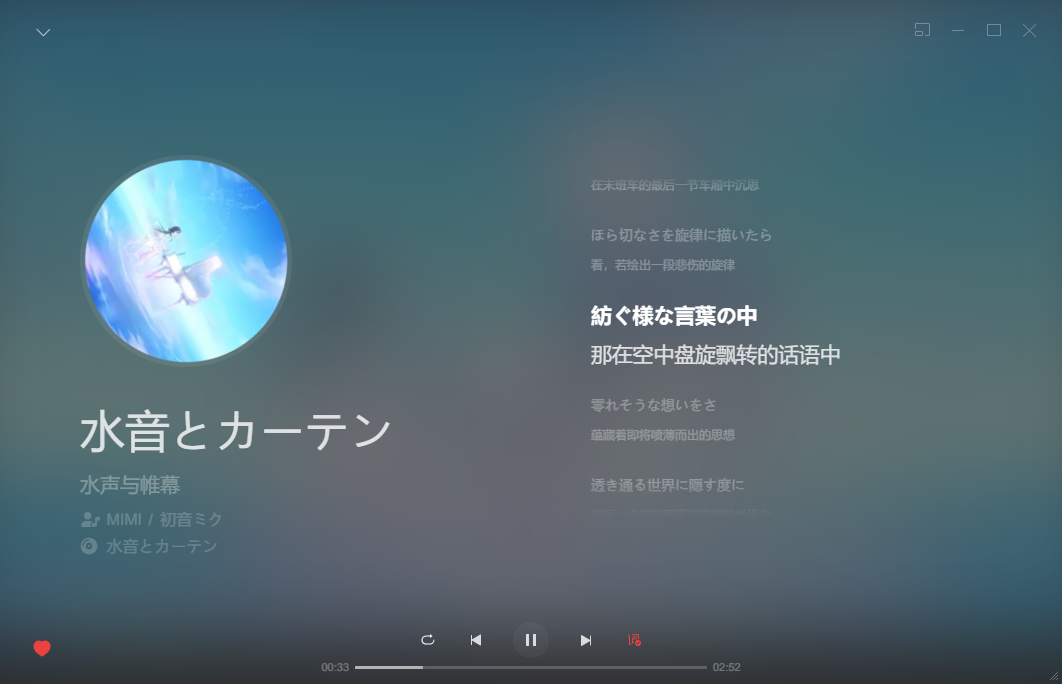 水音とカーテン
水声与帷幕
MIMI / 初音ミク
水音とカーテン
在末班车的最后一节车厢中沉思
ほら切なさを旋律に描いたら
看，若绘出一段悲伤的旋律
紡ぐ様な言葉の中
那在空中盘旋飘转的话语中
零れそうな想いをさ
蕴藏着即将喷薄而出的思想
透き通る世界に隠す度に
词
00:33
02:52